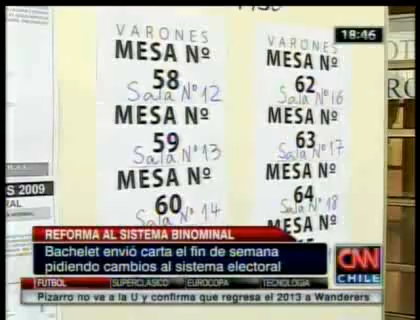 18:46
VARONES
MESA Nº
58
Sala Nº 12
MESA Nº
59
Sala Nº 13
MESA Nº
60
Sala Nº 14
VARONES
MESA Nº
62
Sala Nº 16
MESA Nº
63
Sala Nº 17
MESA Nº
64
Sala Nº 18
MESA Nº
S 2009
REFORMA AL SISTEMA BINOMINAL
Bachelet envió carta el fin de semana
pidiendo cambios al sistema electoral
CNN
CHILE
FUTBOL SUPERCLASICO EUROCOPA TECNOLOGIA
Pizarro no va a la U y confirma que regresa el 2013 a Wanderers